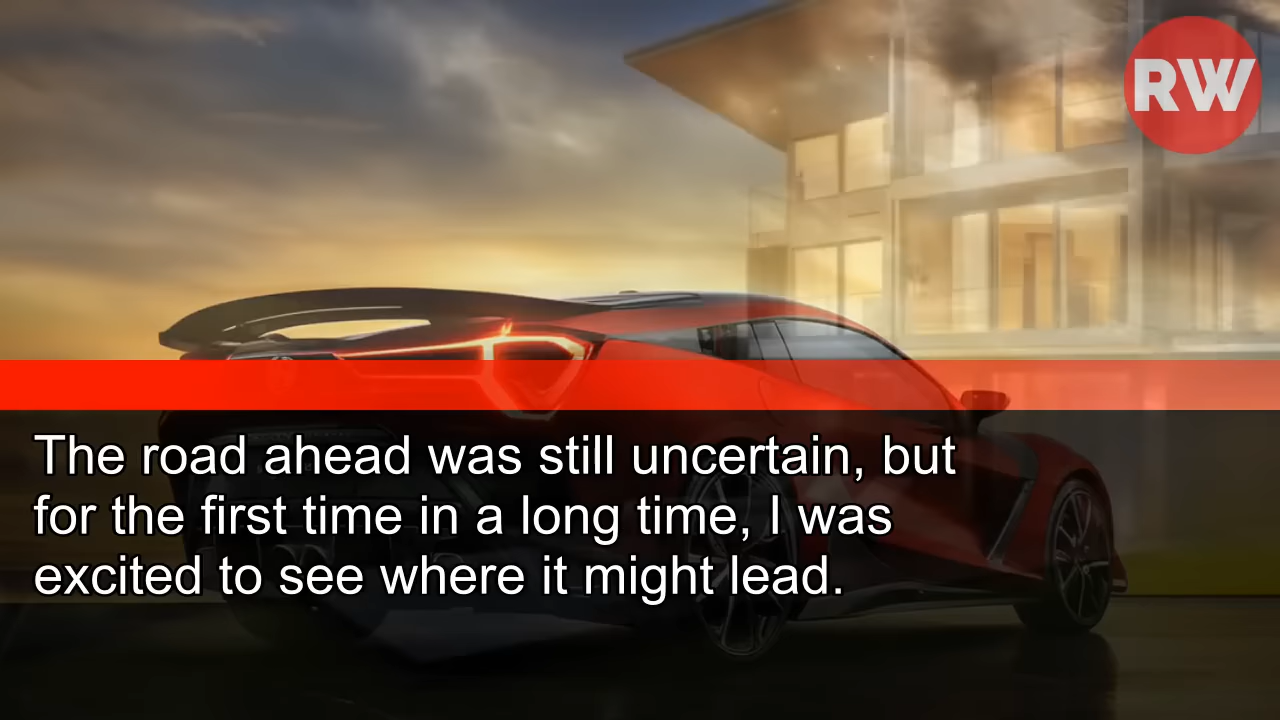 RW
The road ahead was still uncertain, but
for the first time in a long time, I was
excited to see where it might lead.